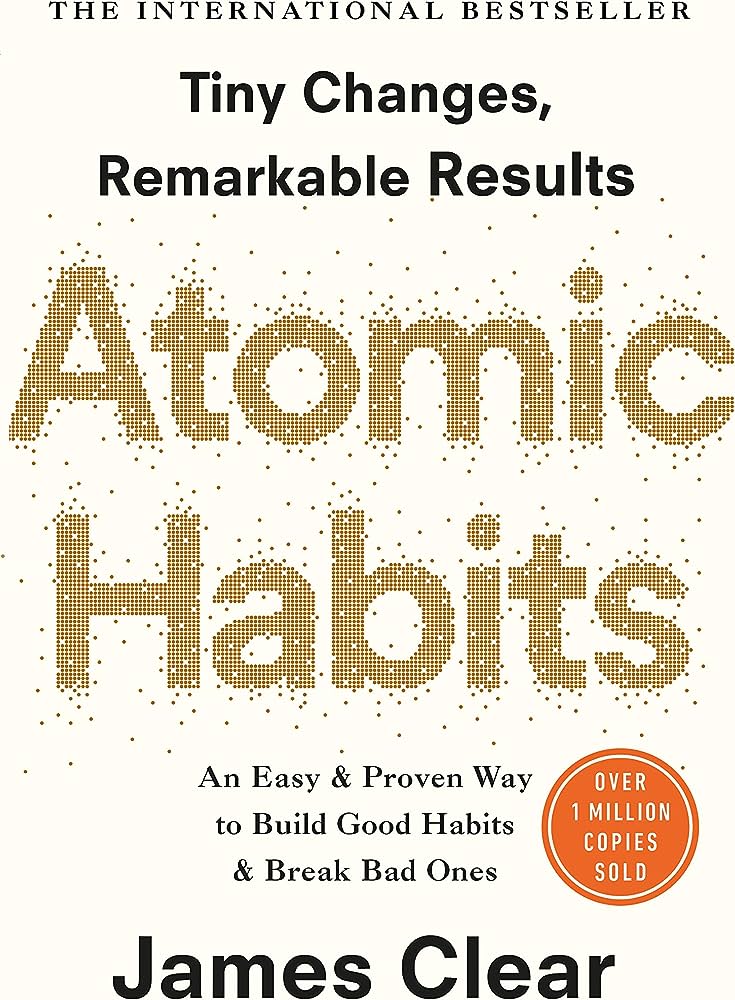 THE INTERNATIONAL BESTSELLER
Tiny Changes,
Remarkable Results
Atomic
Habits
An Easy & Proven Way
to Build Good Habits
& Break Bad Ones
OVER
1 MILLION
COPIES
SOLD
James Clear